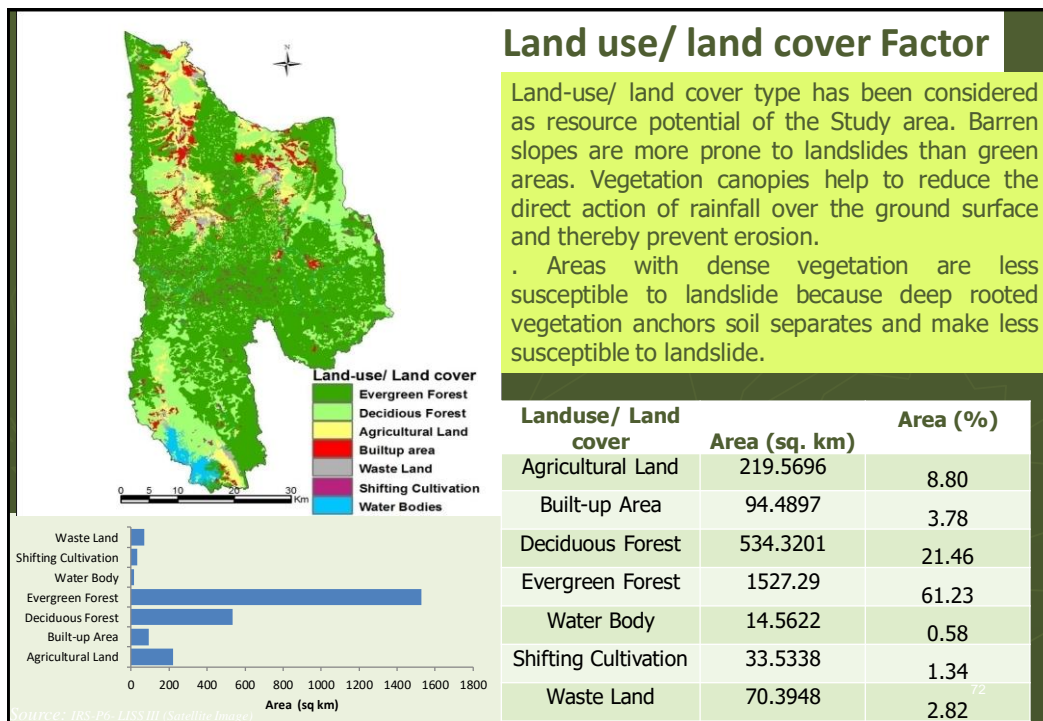 Land use/ land cover Factor
Land-use/ land cover type has been considered
as resource potential of the Study area. Barren
slopes are more prone to landslides than green
areas. Vegetation canopies help to reduce the
direct action of rainfall over the ground surface
and thereby prevent erosion.
. Areas with dense vegetation are less
susceptible to landslide because deep rooted
vegetation anchors soil separates and make less
susceptible to landslide.
N
Land-use/ Land cover
Evergreen Forest
Decidious Forest
Agricultural Land
Builtup area
Waste Land
Shifting Cultivation
Water Bodies
0 5 10 20 30
Km
Waste Land
Shifting Cultivation
Water Body
Evergreen Forest
Deciduous Forest
Built-up Area
Agricultural Land
0 200 400 600 800 1000 1200 1400 1600 1800
Area (sq km)
Source: IRS-P6- LISS III (Satellite Image)
Landuse/ Land cover Area (sq. km) Area (%)
Agricultural Land 219.5696 8.80
Built-up Area 94.4897 3.78
Deciduous Forest 534.3201 21.46
Evergreen Forest 1527.29 61.23
Water Body 14.5622 0.58
Shifting Cultivation 33.5338 1.34
Waste Land 70.3948 2.82
72